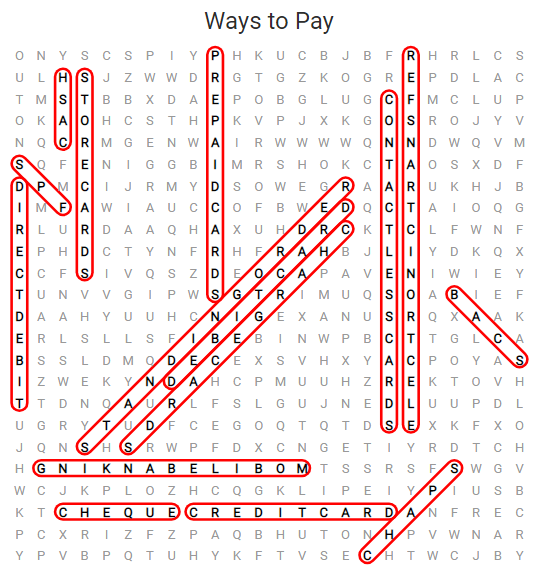 Ways to Pay
O N Y S C S P I Y P H K U C B J B F R H R L C S
U L H S J Z W W D R G T G Z K O G R E P D L A C
T M S T B B X D A E P O B G L U G C F M C L U P
O K A O H C S T H P K V P J X K G O S R O J Y V
N Q C R M G E N W A I R W W W W Q N N D W Q V M
S Q F E N I G G B I M R S H O K C T A O S X D F
D P M C I J R M Y D S O W E G R A A R U K H J B
I M F A W I A U C C O F B W E D Q C T A I Q C G
R L U R D A A Q H A X U H D R C K T C L F W N F
E C H D C T Y N F R H F R A H B J L I Y D X Q X
C C F S I V Q S Z D E O C A P A V E N I W I E Y
T U N V V G I P W S G T R I M U Q S O A B L E F
D A A H Y U U H C N I G E X A N U S R Q X A A K
E R L S L L S F I B E B I N W P B C T T G L C A
B S S L D M O D E C E X S V H X Y A C P O Y A S
I Z W E K Y N D A H C P M U U H Z R E K T O V H
T T D N O A U R L F S L G U J N E D L U U P D L
U G R Y T U D F C E G O Q T Q T D S E X K F X J
J Q N S H S R W P F D X C N G E T I Y R D T C I
H G N I K N A B E L I B O M T S S R S F S W G V
W C J K P L O Z H C Q G K L I P E I Y P I U S B
K T C H E Q U E C R E D I T C A R D A N F R E C
P C X R I Z F Z P A Q B H U T O N H P V W N A R
Y P V B P Q T U H Y K F T V S E C H T W C J B Y